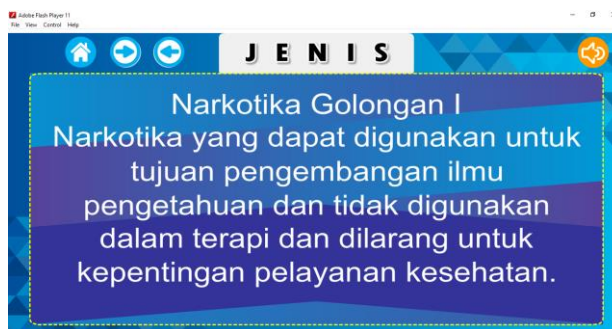 Adobe Flash Player 11
File View Control Help
JENIS
Narkotika Golongan I
Narkotika yang dapat digunakan untuk
tujuan pengembangan ilmu
pengetahuan dan tidak digunakan
dalam terapi dan dilarang untuk
kepentingan pelayanan kesehatan.